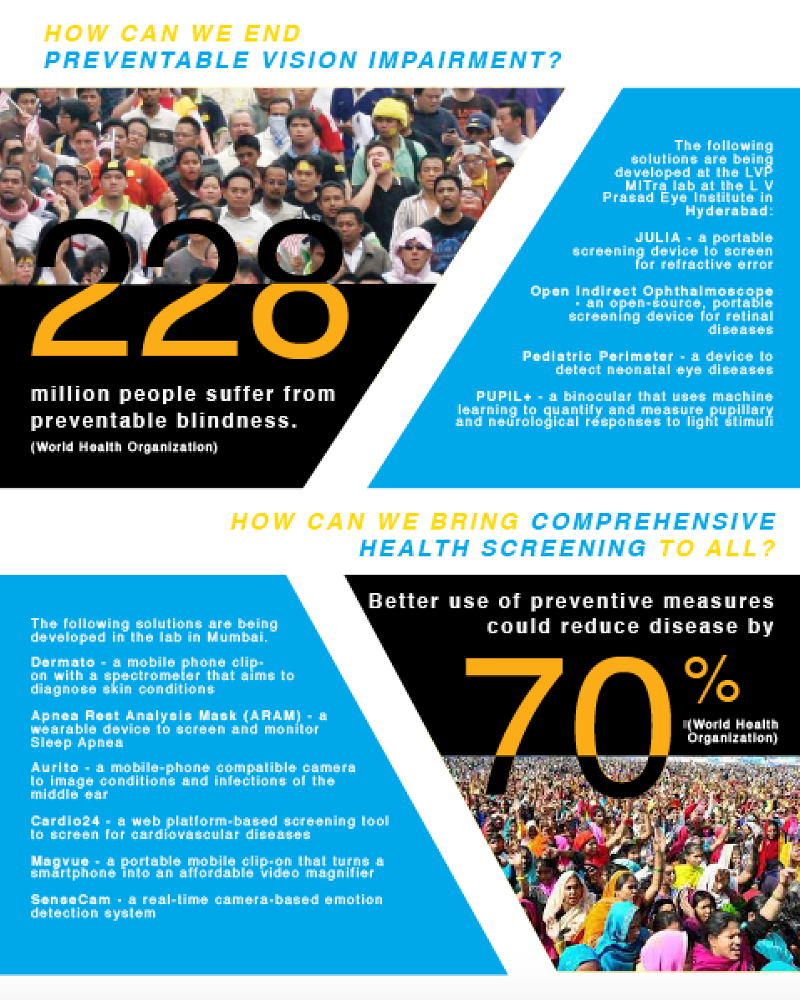 HOW CAN WE END
PREVENTABLE VISION IMPAIRMENT?
228
million people suffer from
preventable blindness.
(World Health Organization)
The following
solutions are being
developed at the LVP
MITra lab at the L V
Prasad Eye Institute in
Hyderabad:
JULIA - a portable
screening device to screen
for refractive error
Open Indirect Ophthalmoscope
- an open-source, portable
screening device for retinal
diseases
Pediatric Perimeter - a device to
detect neonatal eye diseases
PUPIL+ - a binocular that uses machine
learning to quantify and measure pupillary
and neurological responses to light stimuli
HOW CAN WE BRING COMPREHENSIVE
HEALTH SCREENING TO ALL?
The following solutions are being
developed in the lab in Mumbai.
Dermato - a mobile phone clip-
on with a spectrometer that aims to
diagnose skin conditions
Apnea Rest Analysis Mask (ARAM) - a
wearable device to screen and monitor
Sleep Apnea
Aurito - a mobile-phone compatible camera
to image conditions and infections of the
middle ear
Cardio24 - a web platform-based screening tool
to screen for cardiovascular diseases
Magvue - a portable mobile clip-on that turns a
smartphone into an affordable video magnifier
SenseCam - a real-time camera-based emotion
detection system
Better use of preventive measures
could reduce disease by
70%
(World Health
Organization)